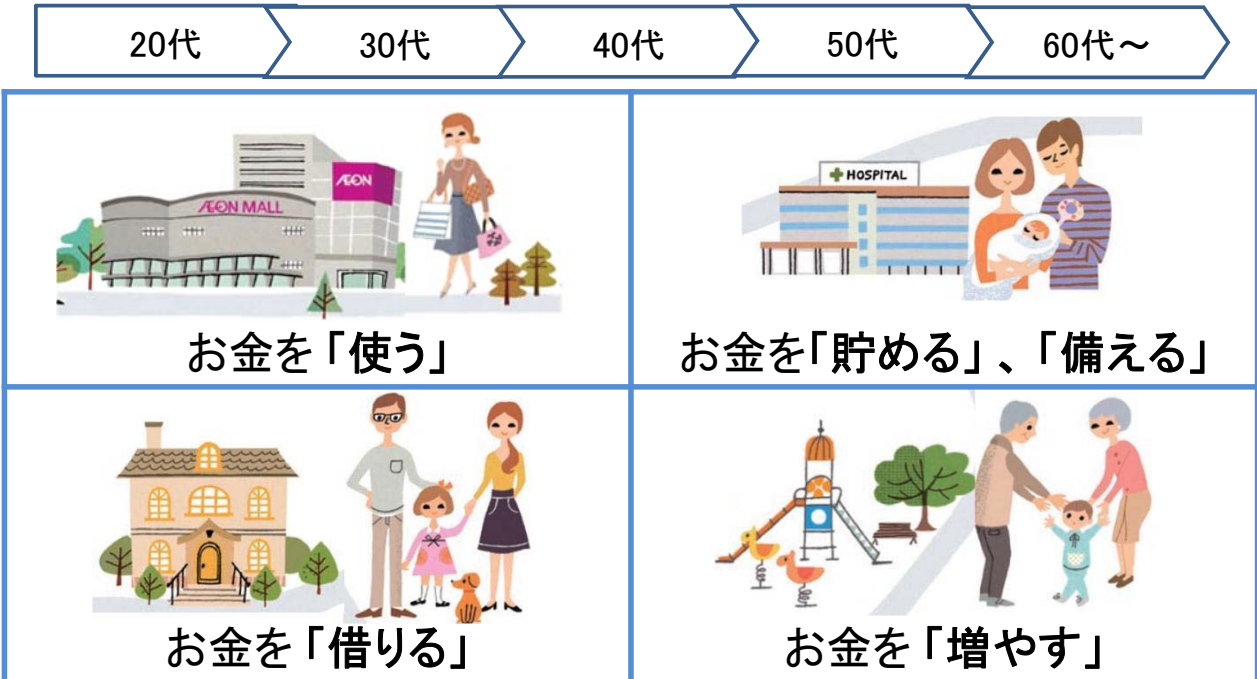 20代 30代 40代 50代 60代～
ÆON
ÆON MALL
HOSPITAL
お金を「使う」
お金を「貯める」、「備える」
お金を「借りる」
お金を「増やす」